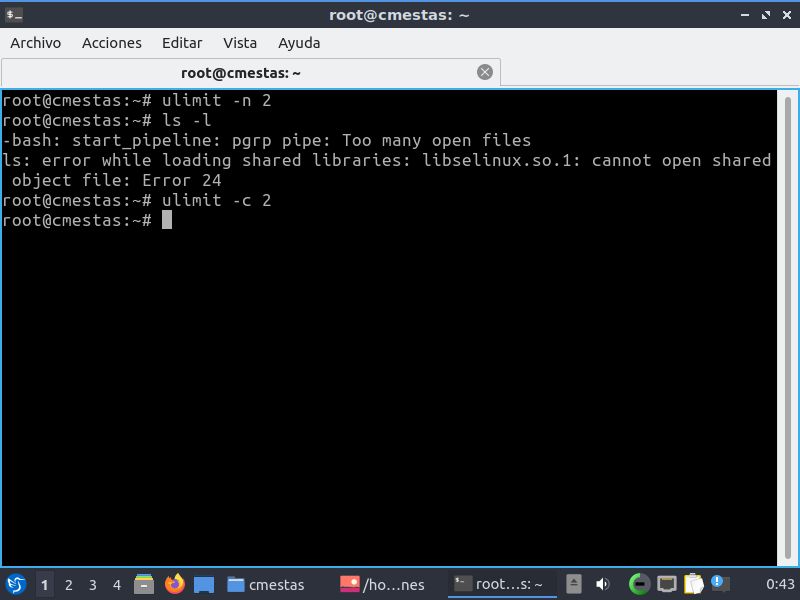 root@cmestas: ~
Archivo Acciones Editar Vista Ayuda
root@cmestas: ~
root@cmestas:~# ulimit -n 2
root@cmestas:~# ls -l
-bash: start_pipeline: pgrp pipe: Too many open files
ls: error while loading shared libraries: libselinux.so.1: cannot open shared
 object file: Error 24
root@cmestas:~# ulimit -c 2
root@cmestas:~#
1 2 3 4 cmestas /ho...nes root...s: ~ 0:43